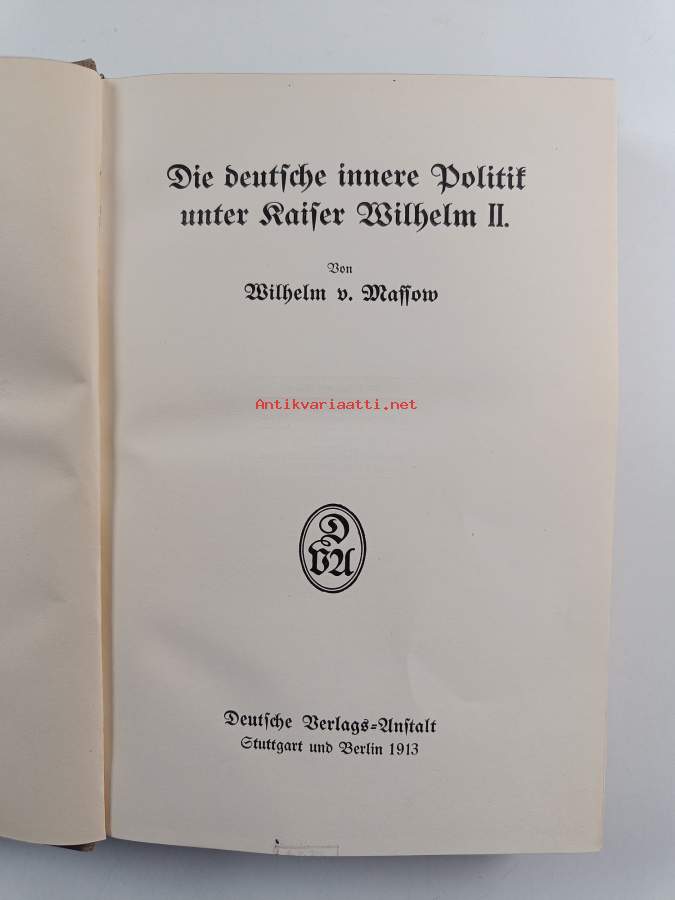 Die deutsche innere Politik
unter Kaiser Wilhelm II.
Von
Wilhelm v. Massow
Antikvariaatti.net
D
VA
Deutsche Verlags=Anstalt
Stuttgart und Berlin 1913